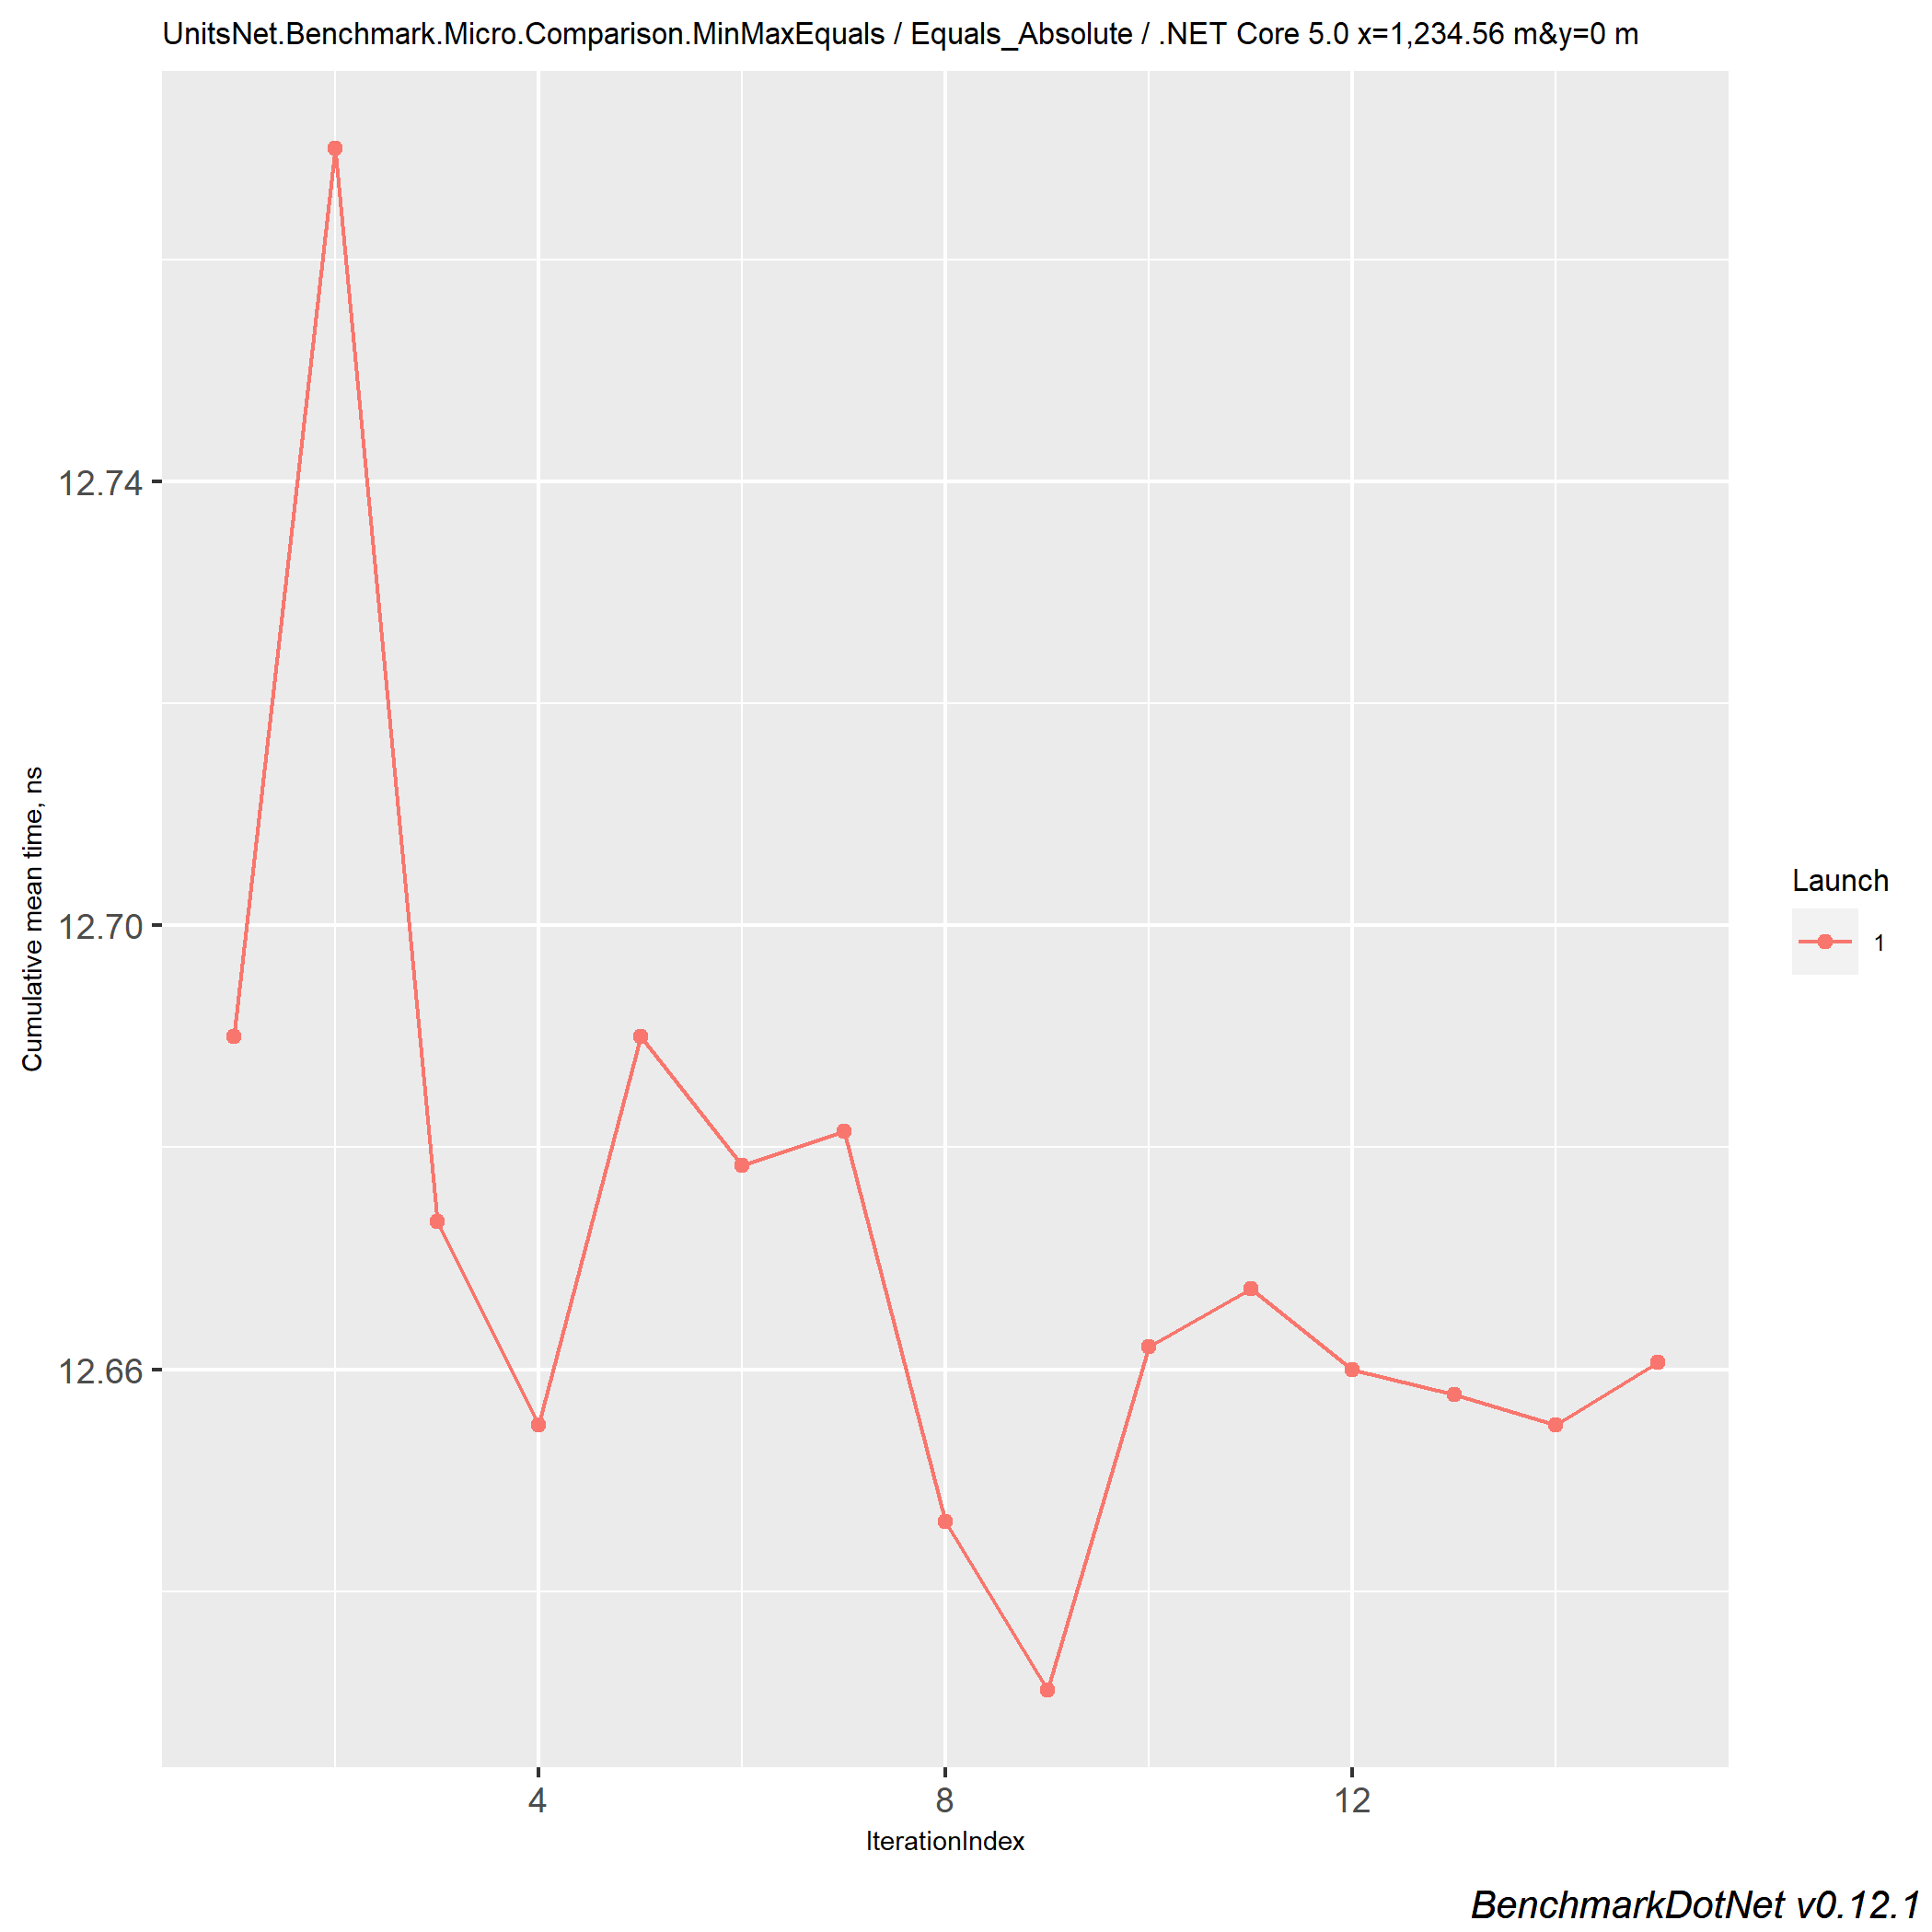 UnitsNet.Benchmark.Micro.Comparison.MinMaxEquals / Equals_Absolute / .NET Core 5.0 x=1,234.56 m&y=0 m
12.74
12.70
12.66
Cumulative mean time, ns
4
8
12
IterationIndex
Launch
1
BenchmarkDotNet v0.12.1